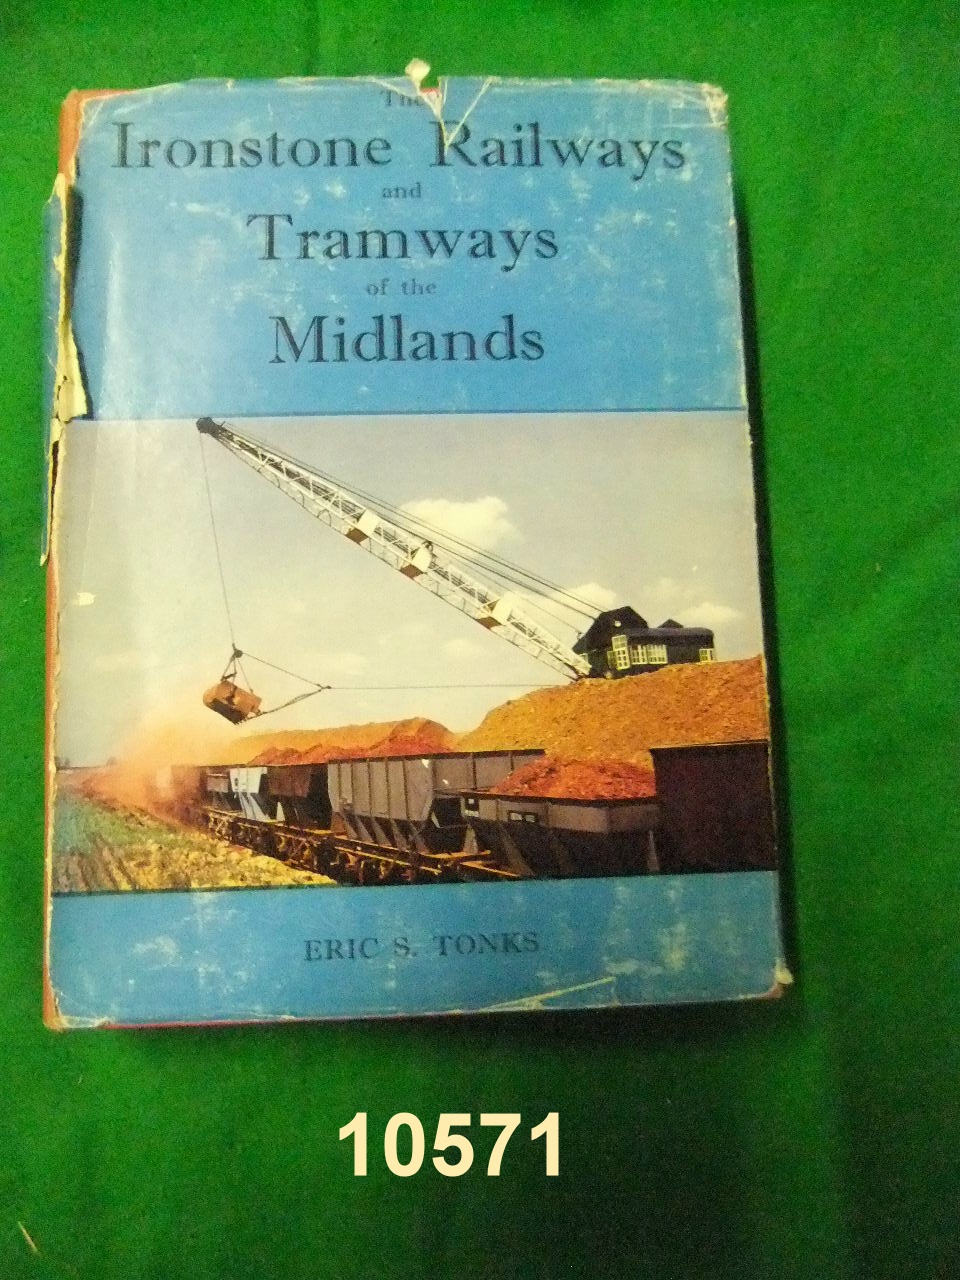 The
Ironstone Railways
and
Tramways
of the
Midlands
ERIC S. TONKS
10571